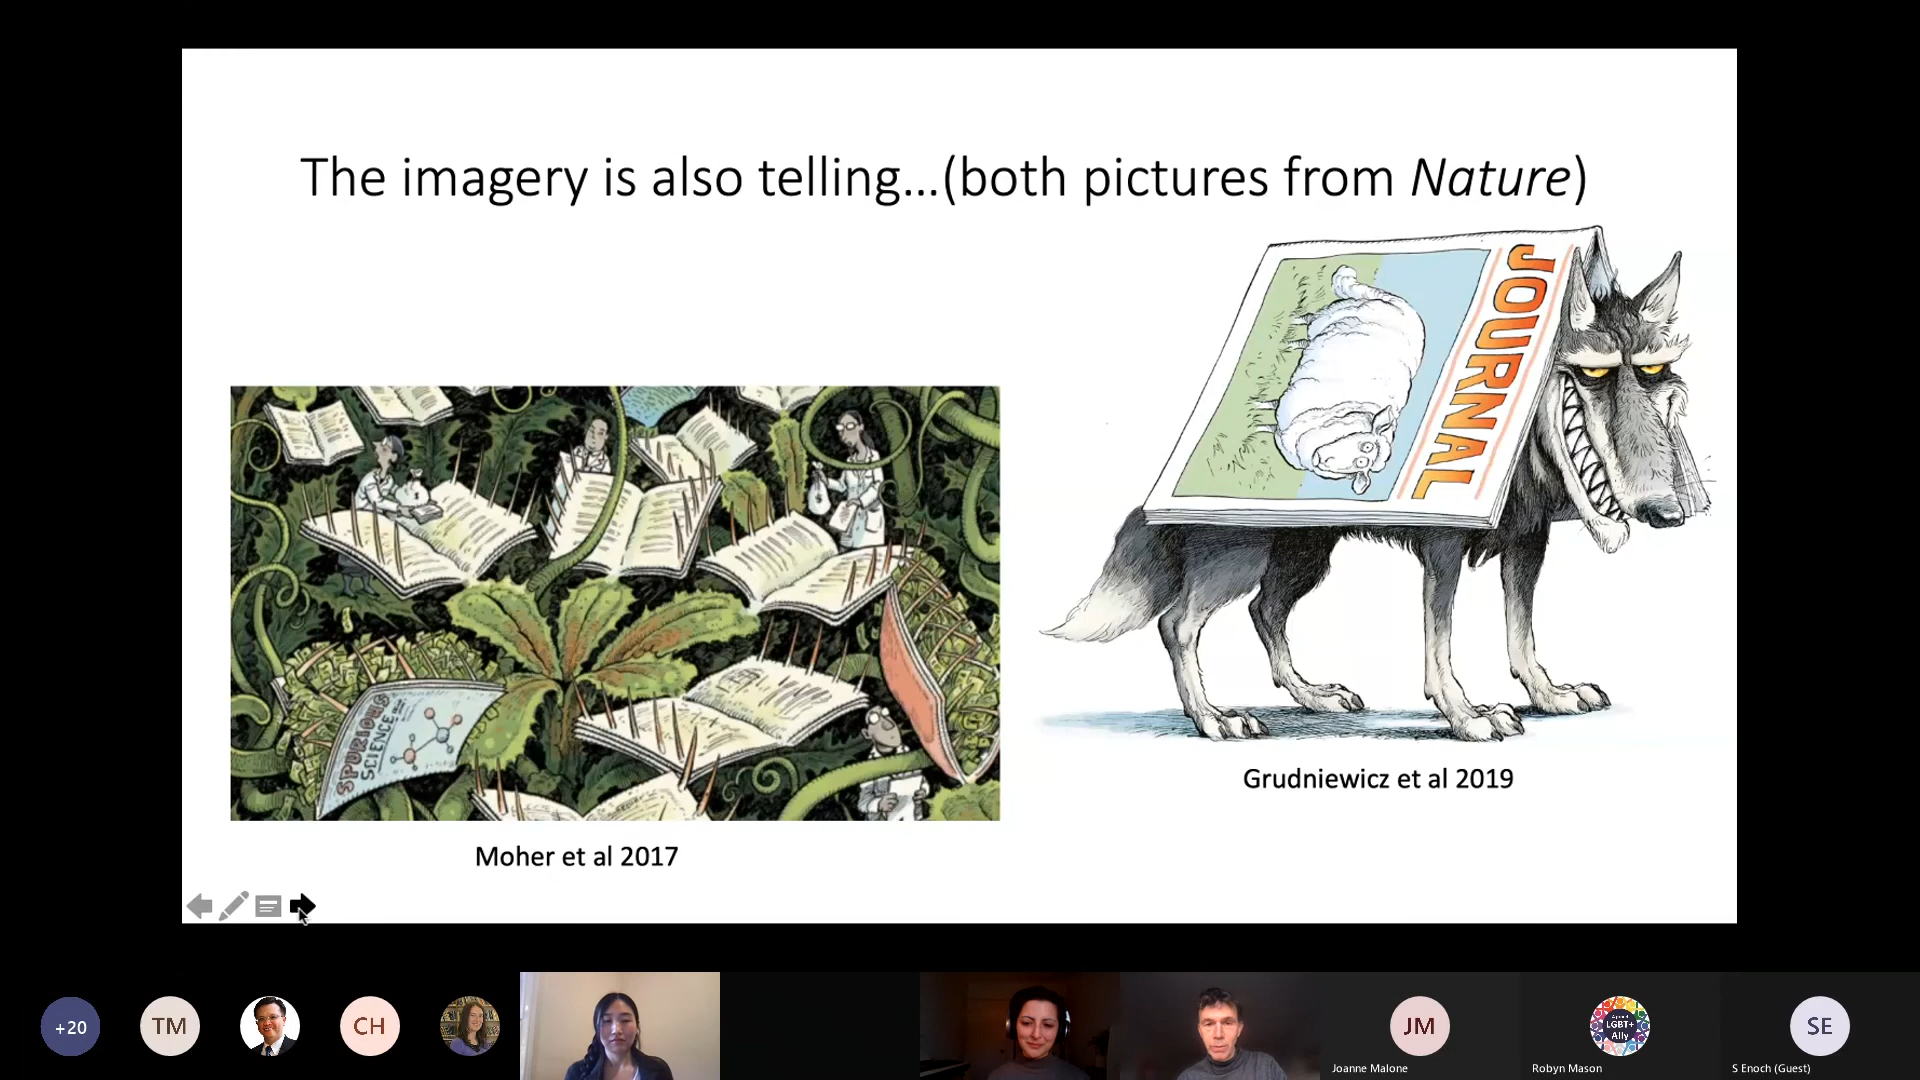 The imagery is also telling...(both pictures from Nature)
JOURNAL
SPURIOUS
SCIENCE
Grudniewicz et al 2019
Moher et al 2017
+20
TM
CH
JM
LGBT+
Ally
SE
Joanne Malone
Robyn Mason
S Enoch (Guest)